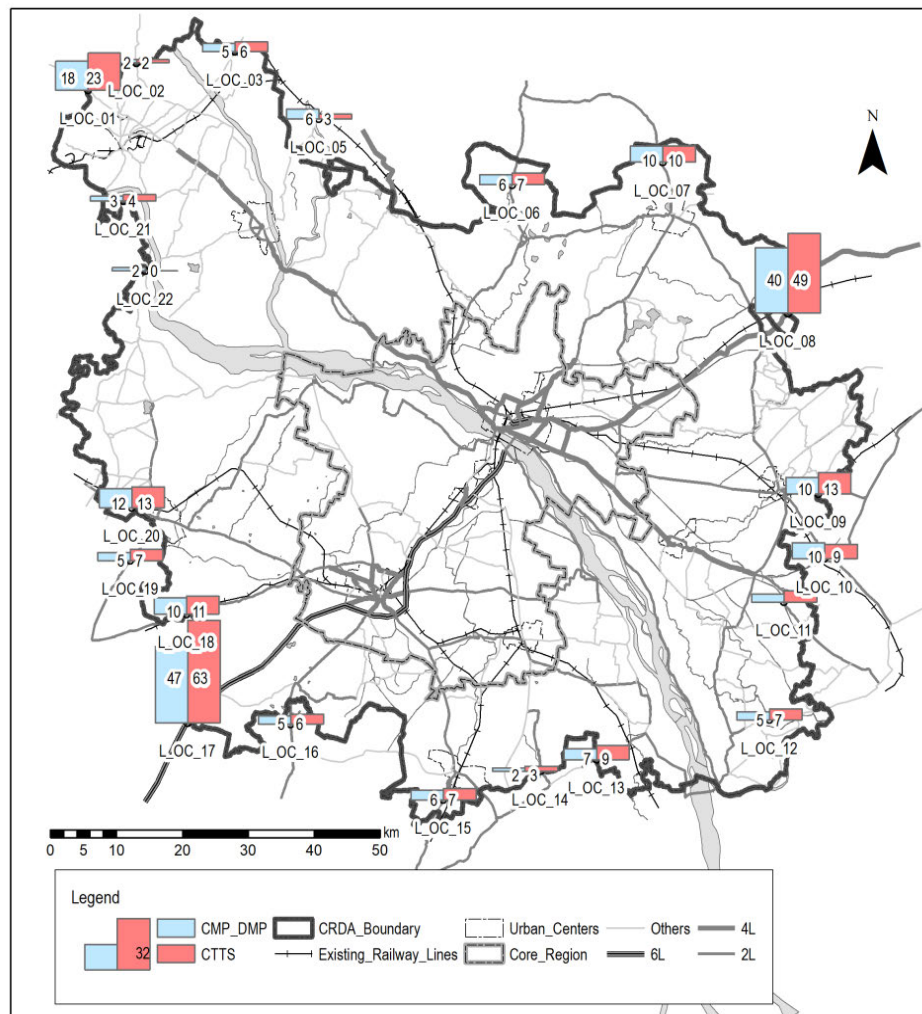 5 6
L_OC_03
2 2
18 23
L_OC_02
L_OC_01
6 3
L_OC_05
N
10 10
L_OC_07
6 7
L_OC_06
3 4
L_OC_21
2 0
L_OC_22
40 49
L_OC_08
12 13
L_OC_20
10 13
L_OC_09
5 7
L_OC_19
10 9
L_OC_10
10 11
L_OC_18
L_OC_11
47 63
L_OC_17
5 6
L_OC_16
5 7
L_OC_12
7 9
L_OC_13
2 3
L_OC_14
6 7
L_OC_15
km
0 5 10 20 30 40 50
Legend
32
CMP_DMP
CTTS
CRDA_Boundary
Existing_Railway_Lines
Urban_Centers
Core_Region
Others
6L
4L
2L